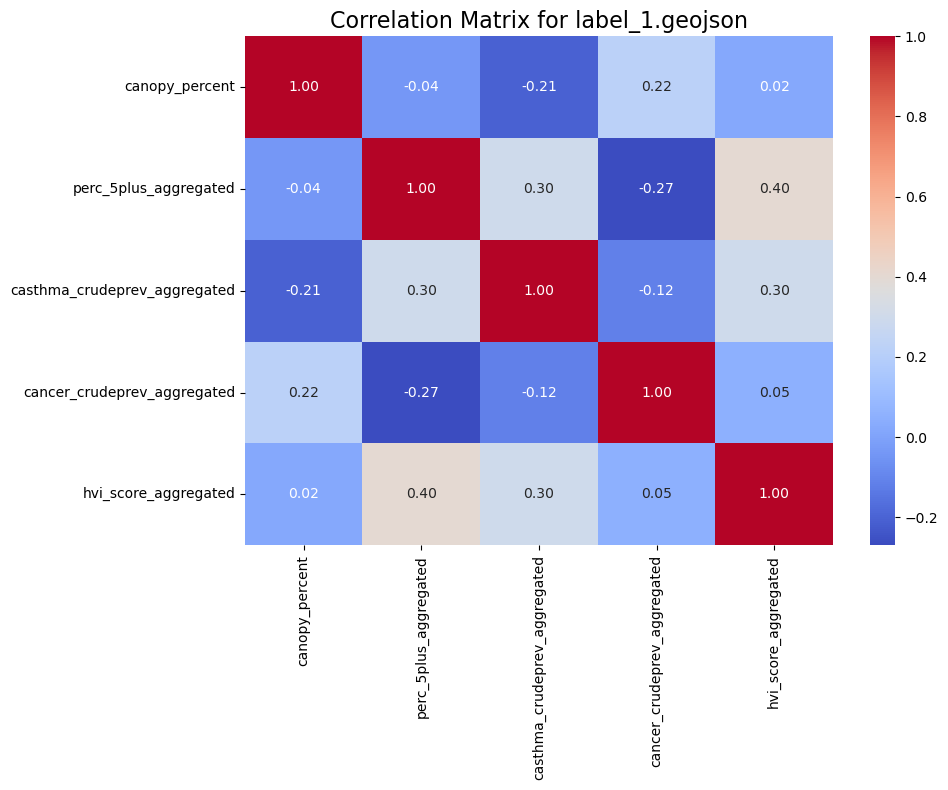 Correlation Matrix for label_1.geojson
canopy_percent
1.00 -0.04 -0.21 0.22 0.02
perc_5plus_aggregated
-0.04 1.00 0.30 -0.27 0.40
casthma_crudeprev_aggregated
-0.21 0.30 1.00 -0.12 0.30
cancer_crudeprev_aggregated
0.22 -0.27 -0.12 1.00 0.05
hvi_score_aggregated
0.02 0.40 0.30 0.05 1.00
canopy_percent
perc_5plus_aggregated
casthma_crudeprev_aggregated
cancer_crudeprev_aggregated
hvi_score_aggregated
1.0
0.8
0.6
0.4
0.2
0.0
−0.2